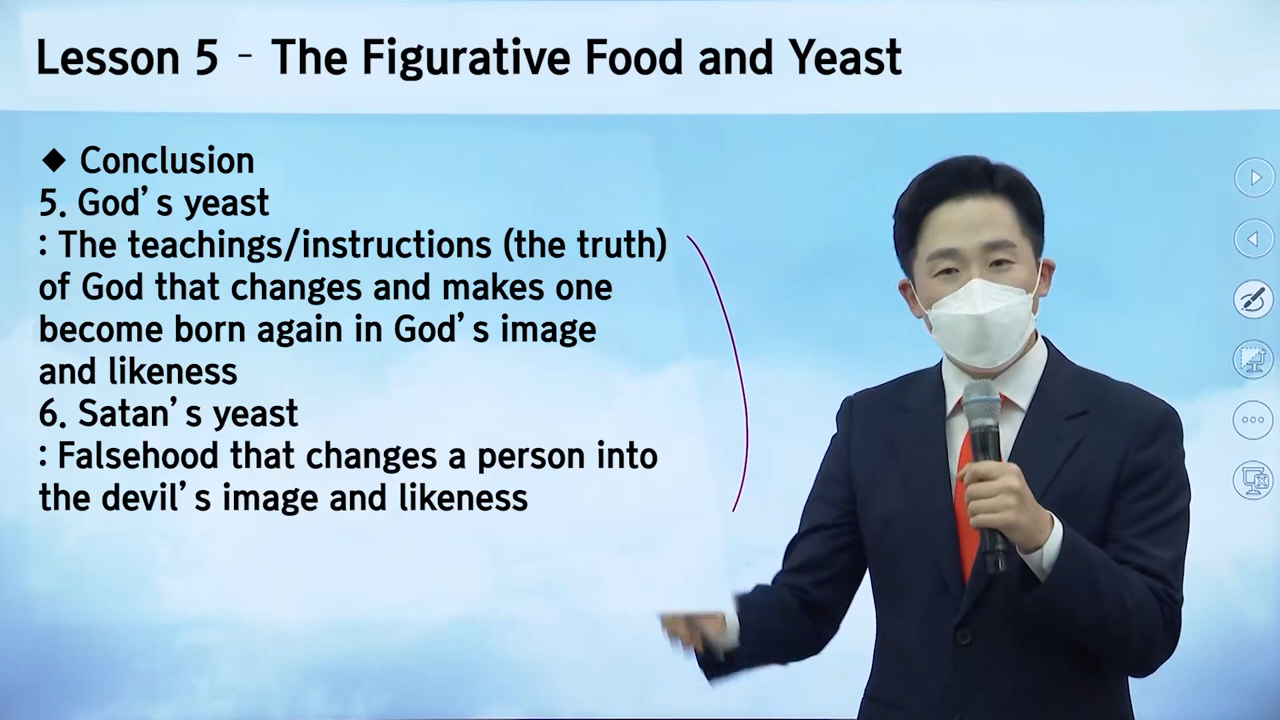 Lesson 5 - The Figurative Food and Yeast
◆ Conclusion
5. God's yeast
: The teachings/instructions (the truth)
of God that changes and makes one
become born again in God's image
and likeness
6. Satan's yeast
: Falsehood that changes a person into
the devil's image and likeness